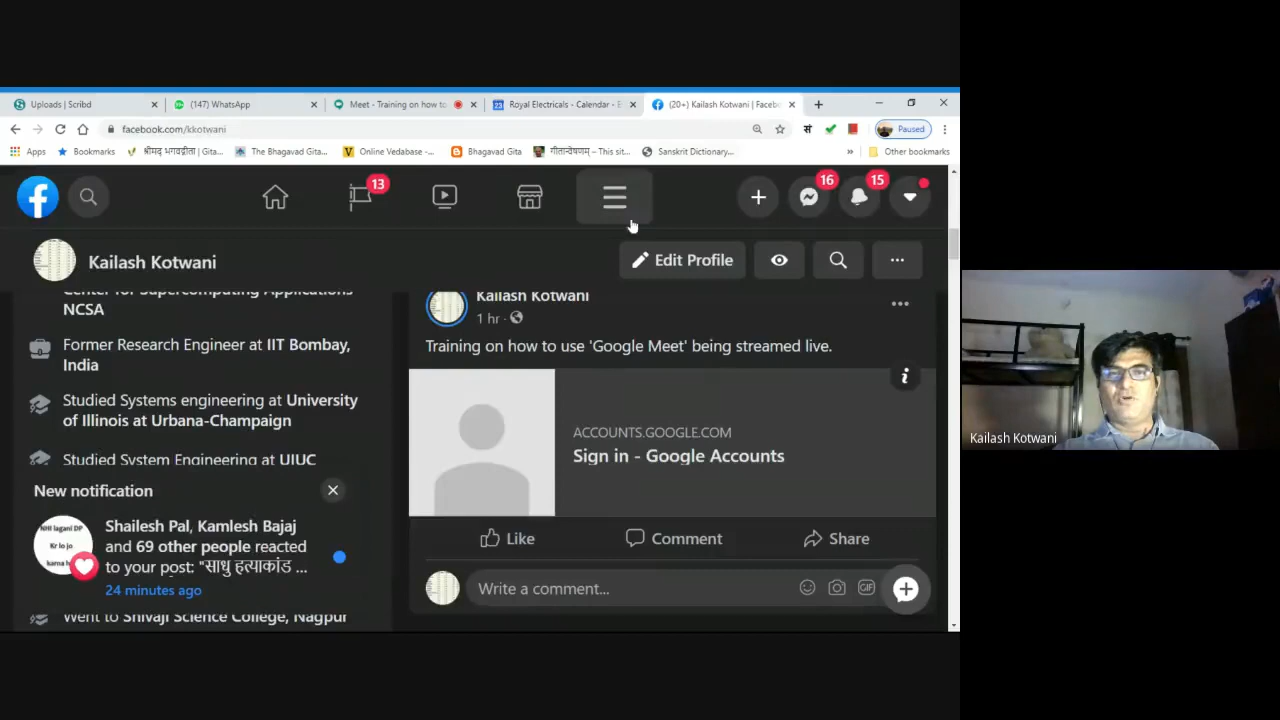 Uploads | Scribd
(147) WhatsApp
Meet - Training on how to
Royal Electricals - Calendar - E
(20+) Kailash Kotwani | Faceb
facebook.com/kkotwani
Paused
Apps
Bookmarks
श्रीमद् भगवद्गीता | Gita...
The Bhagavad Gita...
Online Vedabase -...
Bhagavad Gita
गीतान्वेषणम् – This sit...
Sanskrit Dictionary...
Other bookmarks
13
16
15
Kailash Kotwani
Edit Profile
Center for Supercomputing Applications
NCSA
Former Research Engineer at IIT Bombay,
India
Studied Systems engineering at University
of Illinois at Urbana-Champaign
Studied System Engineering at UIUC
New notification
NHI lagani DP
Kr lo jo
Shailesh Pal, Kamlesh Bajaj
and 69 other people reacted
to your post: "साधु हत्याकांड ...
24 minutes ago
Went to Shivaji Science College, Nagpur
Kailash Kotwani
1 hr ·
Training on how to use 'Google Meet' being streamed live.
ACCOUNTS.GOOGLE.COM
Sign in - Google Accounts
Like
Comment
Share
Write a comment...
GIF
Kailash Kotwani